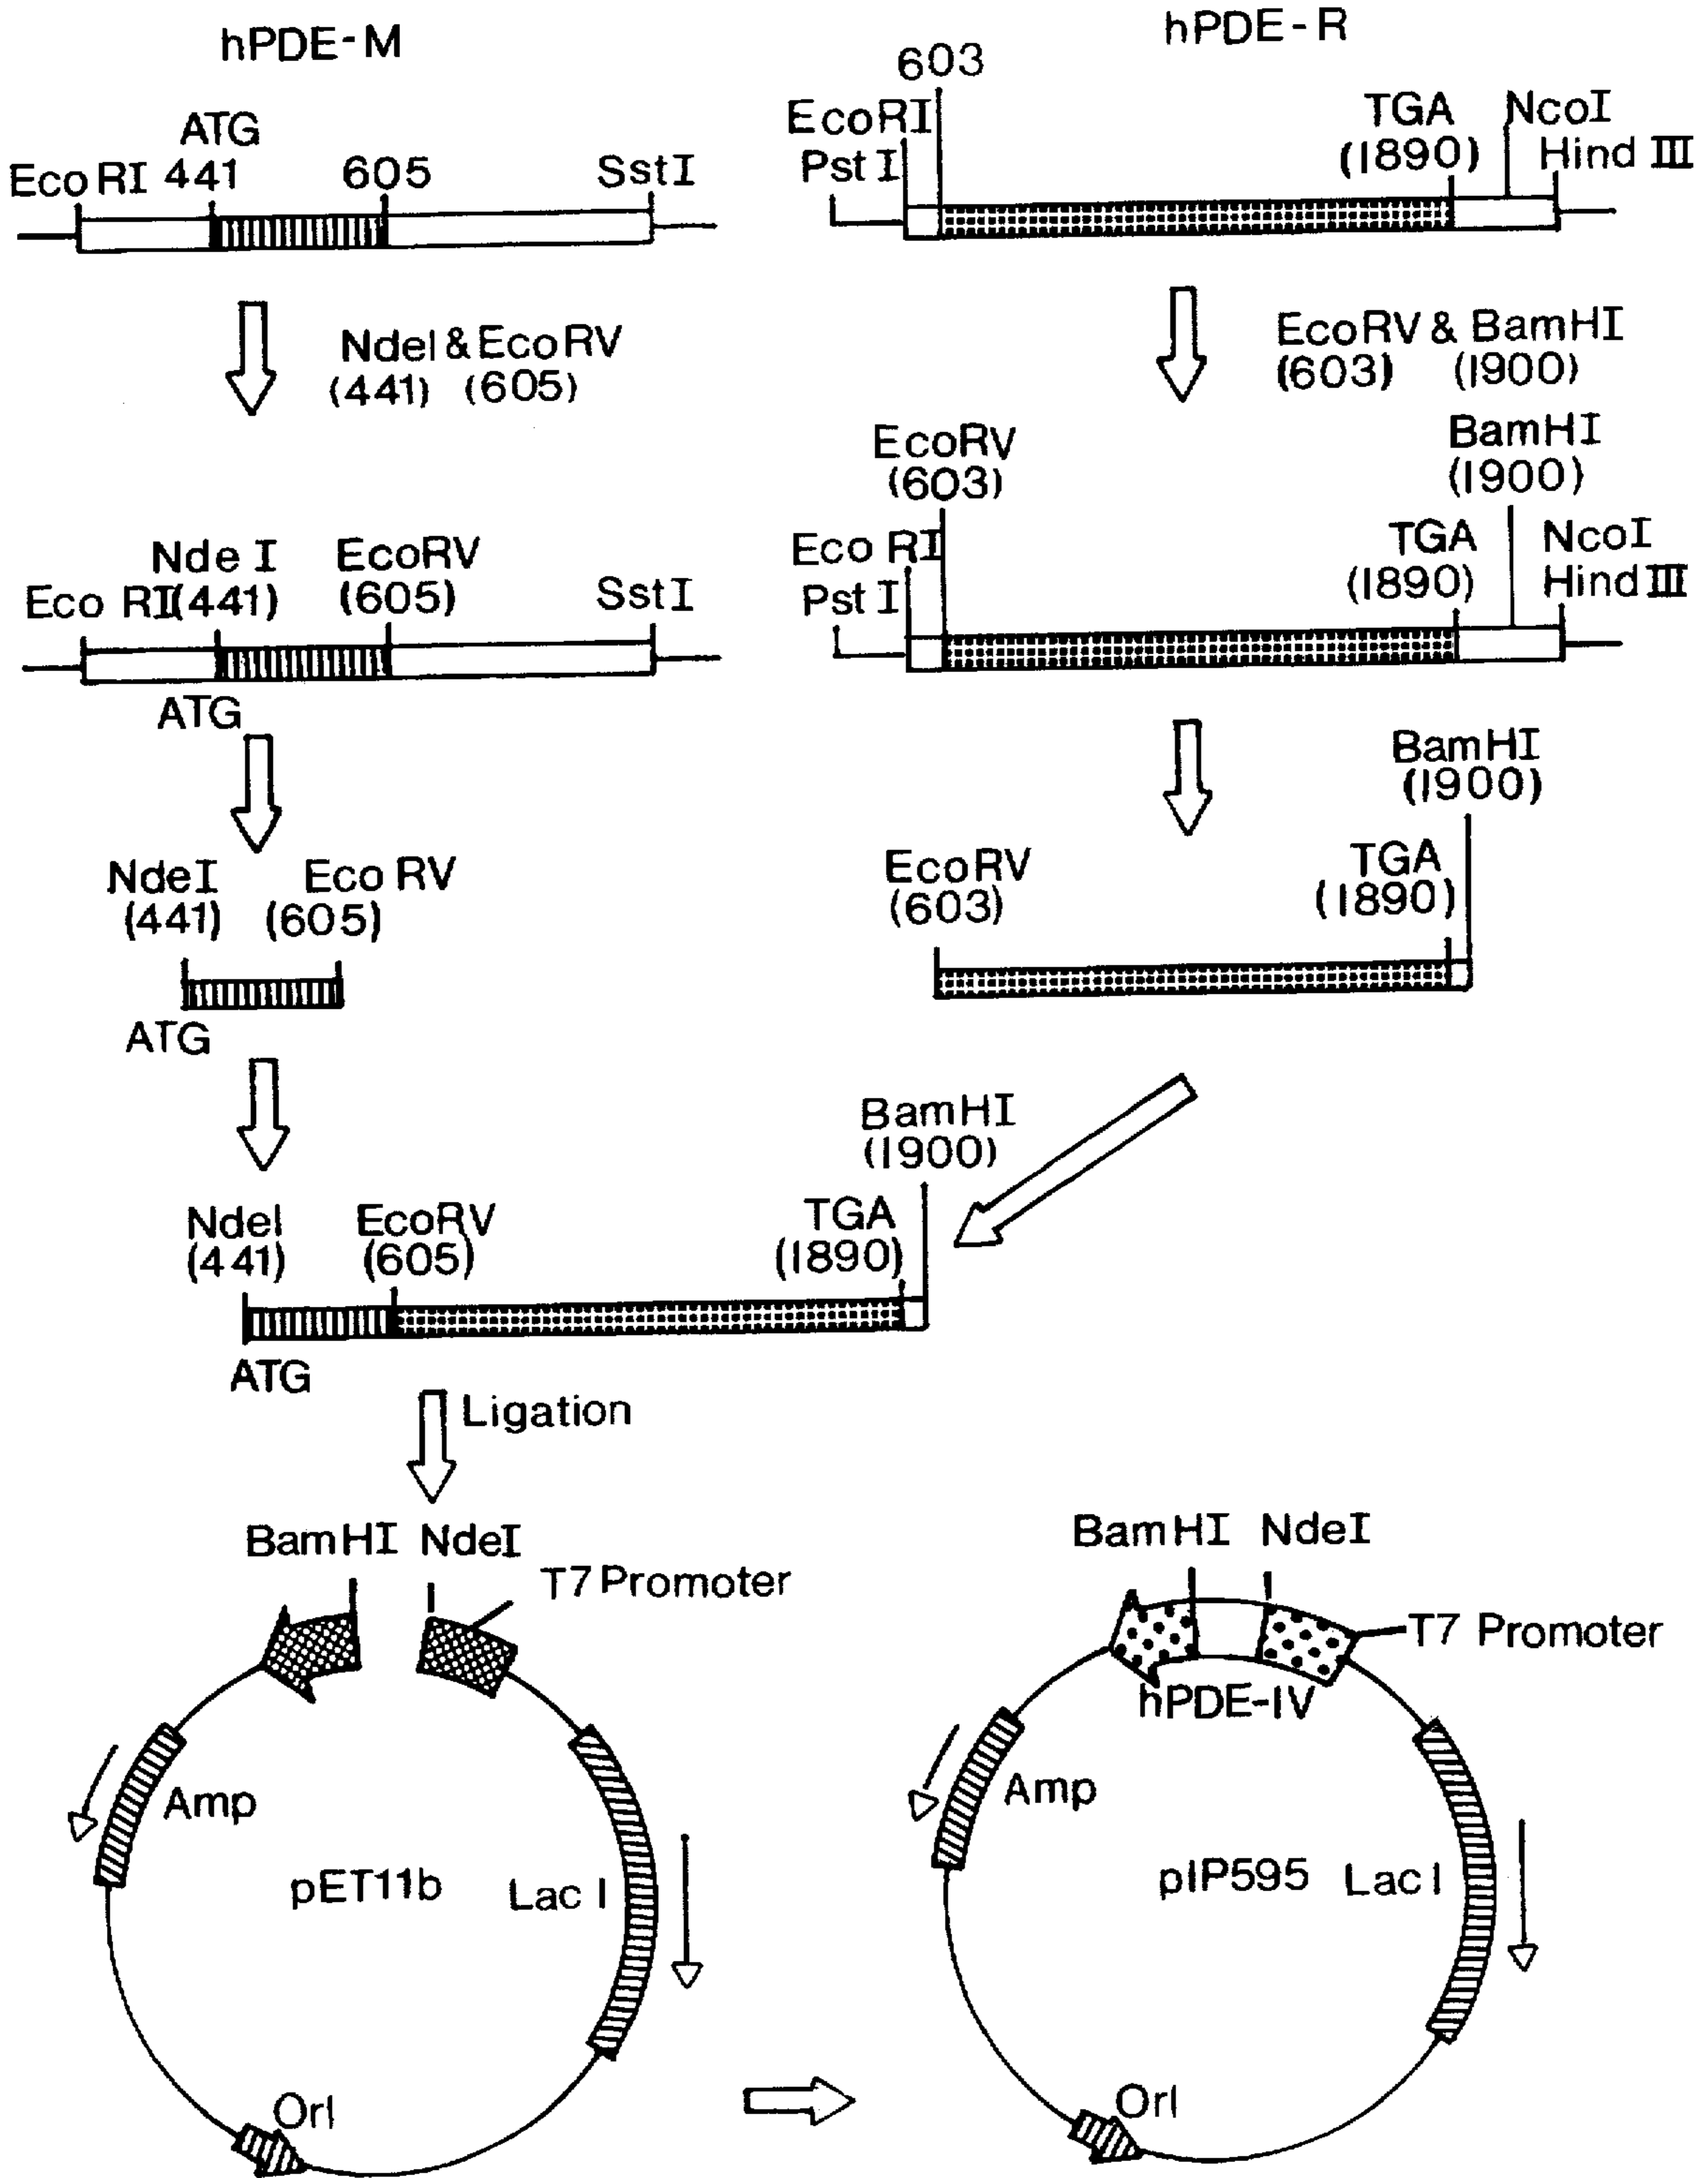 hPDE-M
ATG
Eco RI 441 605 SstI
hPDE-R
603
EcoRI
Pst I
TGA NcoI
(1890) Hind III
NdeI & EcoRV
(441) (605)
EcoRV & BamHI
(603) (1900)
Nde I EcoRV
Eco RI (441) (605) SstI
ATG
EcoRV BamHI
(603) (1900)
Eco RI TGA NcoI
Pst I (1890) Hind III
NdeI Eco RV
(441) (605)
ATG
BamHI
(1900)
EcoRV TGA
(603) (1890)
BamHI
(1900)
NdeI EcoRV TGA
(441) (605) (1890)
ATG
Ligation
BamHI NdeI
T7 Promoter
Amp
pET11b Lac I
OrI
BamHI NdeI
T7 Promoter
hPDE-IV
Amp
pIP595 Lac I
OrI